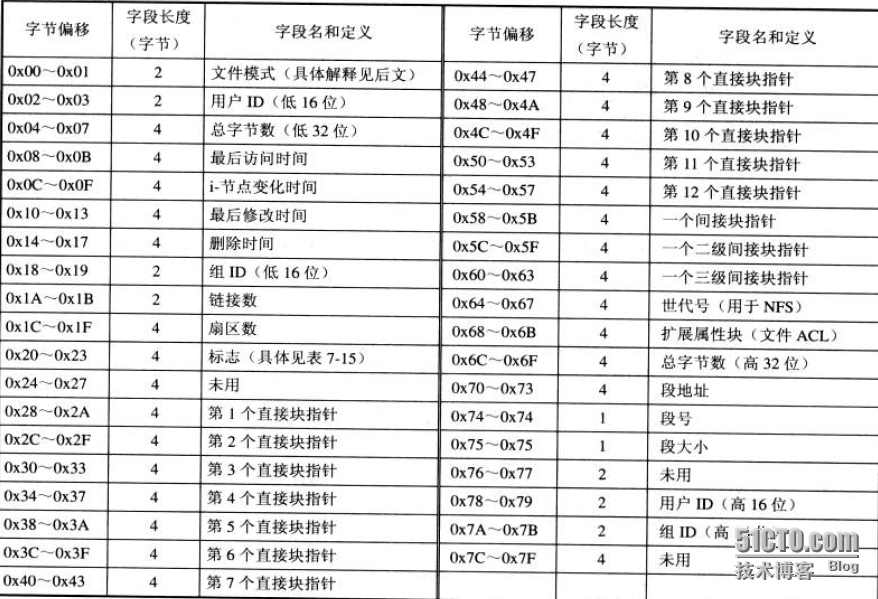 字节偏移 字段长度（字节） 字段名和定义
0x00～0x01 2 文件模式（具体解释见后文）
0x02～0x03 2 用户 ID（低 16 位）
0x04～0x07 4 总字节数（低 32 位）
0x08～0x0B 4 最后访问时间
0x0C～0x0F 4 i-节点变化时间
0x10～0x13 4 最后修改时间
0x14～0x17 4 删除时间
0x18～0x19 2 组 ID（低 16 位）
0x1A～0x1B 2 链接数
0x1C～0x1F 4 扇区数
0x20～0x23 4 标志（具体见表 7-15）
0x24～0x27 4 未用
0x28～0x2A 4 第 1 个直接块指针
0x2C～0x2F 4 第 2 个直接块指针
0x30～0x33 4 第 3 个直接块指针
0x34～0x37 4 第 4 个直接块指针
0x38～0x3A 4 第 5 个直接块指针
0x3C～0x3F 4 第 6 个直接块指针
0x40～0x43 4 第 7 个直接块指针
字节偏移 字段长度（字节） 字段名和定义
0x44～0x47 4 第 8 个直接块指针
0x48～0x4A 4 第 9 个直接块指针
0x4C～0x4F 4 第 10 个直接块指针
0x50～0x53 4 第 11 个直接块指针
0x54～0x57 4 第 12 个直接块指针
0x58～0x5B 4 一个间接块指针
0x5C～0x5F 4 一个二级间接块指针
0x60～0x63 4 一个三级间接块指针
0x64～0x67 4 世代号（用于 NFS）
0x68～0x6B 4 扩展属性块（文件 ACL）
0x6C～0x6F 4 总字节数（高 32 位）
0x70～0x73 4 段地址
0x74～0x74 1 段号
0x75～0x75 1 段大小
0x76～0x77 2 未用
0x78～0x79 2 用户 ID（高 16 位）
0x7A～0x7B 2 组 ID（高
0x7C～0x7F 4 未用
51CTO.com
技术博客 Blog